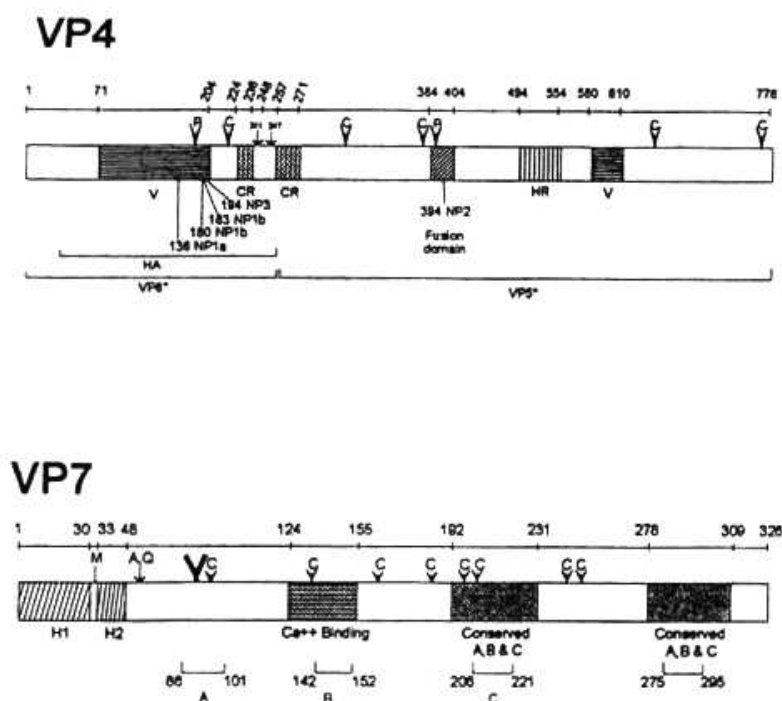 VP4
1 71 204 224 236 248 257 271 384 404 494 554 580 610 776
P C C C P C C
V CR CR HR V
194 NP3
183 NP1b
180 NP1b
136 NP1a
394 NP2
Fusion
domain
HA
VP8*
VP5*
VP7
1 30 33 48 124 155 192 231 276 309 326
M A,Q C C C C C C C C
H1 H2 Ca++ Binding Conserved Conserved
A,B & C A,B & C
86 101 142 152 206 221 275 295
A B C